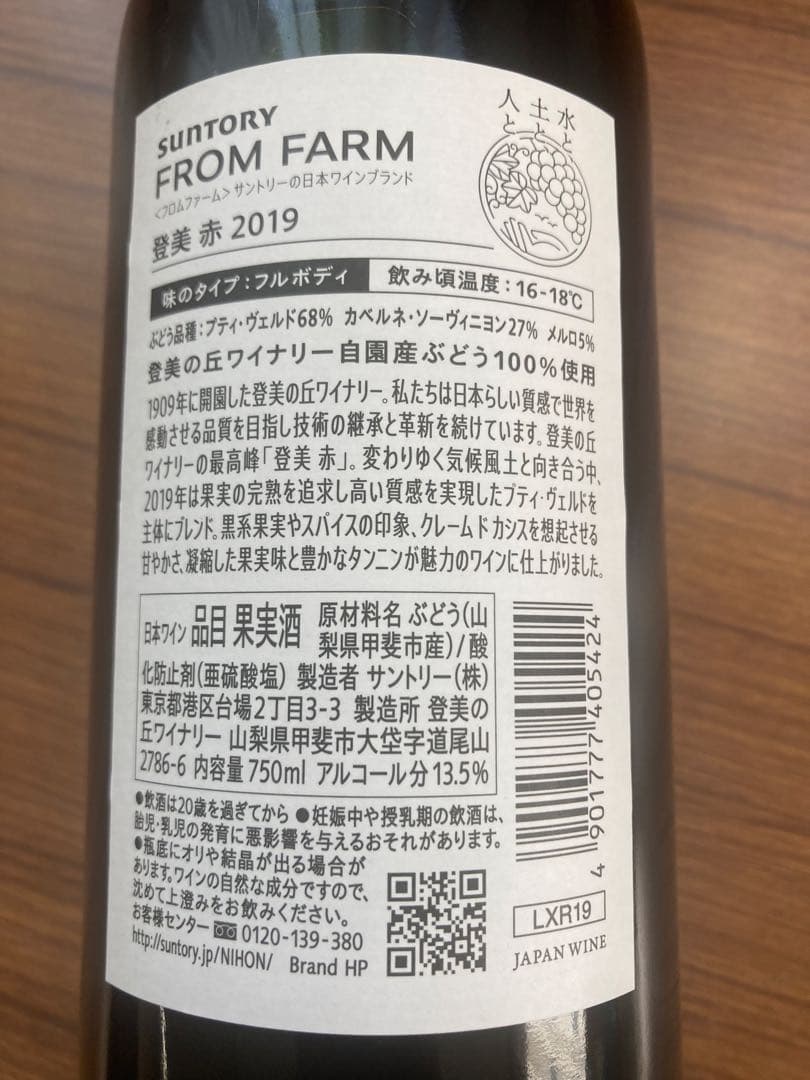 SUNTORY
FROM FARM
<フロムファーム>サントリーの日本ワインブランド
水と
土と
人と
登美 赤 2019
味のタイプ:フルボディ 飲み頃温度:16-18℃
ぶどう品種:プティ・ヴェルド68% カベルネ・ソーヴィニヨン27% メルロ5%
登美の丘ワイナリー自園産ぶどう100%使用
1909年に開園した登美の丘ワイナリー。私たちは日本らしい質感で世界を
感動させる品質を目指し技術の継承と革新を続けています。登美の丘
ワイナリーの最高峰「登美 赤」。変わりゆく気候風土と向き合う中、
2019年は果実の完熟を追求し高い質感を実現したプティ・ヴェルドを
主体にブレンド。黒系果実やスパイスの印象、クレームドカシスを想起させる
甘やかさ、凝縮した果実味と豊かなタンニンが魅力のワインに仕上がりました。
日本ワイン 品目 果実酒 原材料名 ぶどう(山
梨県甲斐市産)/酸
化防止剤(亜硫酸塩) 製造者 サントリー(株)
東京都港区台場2丁目3-3 製造所 登美の
丘ワイナリー 山梨県甲斐市大垈字道尾山
2786-6 内容量 750ml アルコール分 13.5%
●飲酒は20歳を過ぎてから ●妊娠中や授乳期の飲酒は、
胎児・乳児の発育に悪影響を与えるおそれがあります。
●瓶底にオリや結晶が出る場合が
あります。ワインの自然な成分ですので、
沈めて上澄みをお飲みください。
お客様センター 0120-139-380
http://suntory.jp/NIHON/ Brand HP
4 901777 405424
LXR19
JAPAN WINE